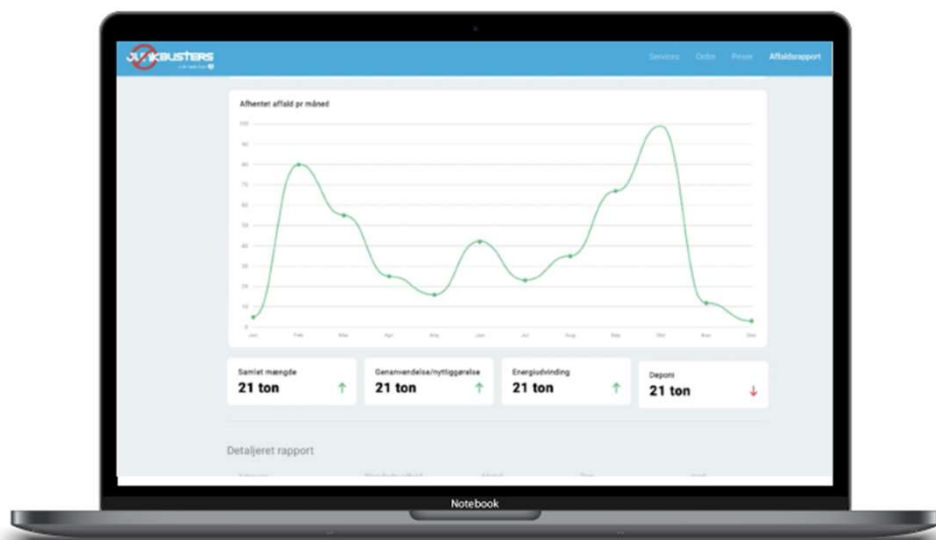 JUNKBUSTERS
Services Ordre Priser Affaldsrapport
Afhentet affald pr måned
100
90
80
70
60
50
40
30
20
10
0
Jan Feb Mar Apr Maj Jun Jul Aug Sep Okt Nov Dec
Samlet mængde
21 ton
Genanvendelse/nyttiggørelse
21 ton
Energiudvinding
21 ton
Deponi
21 ton
Detaljeret rapport
Notebook